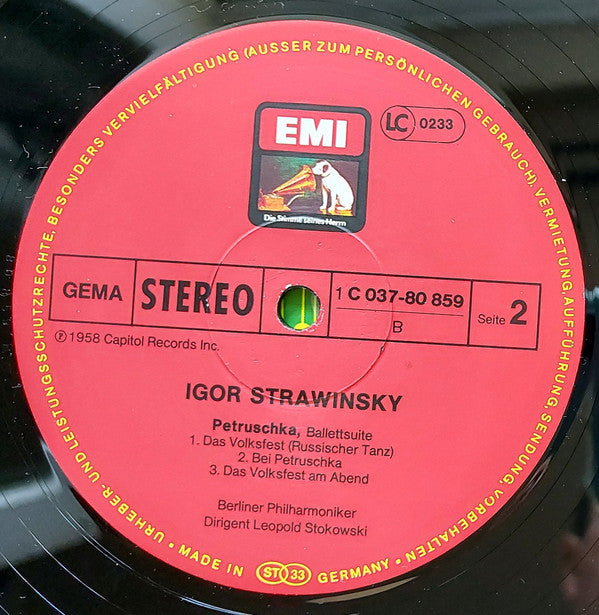 URHEBER- UND LEISTUNGSSCHUTZRECHTE, BESONDERS VERVIELFÄLTIGUNG (AUSSER ZUM PERSÖNLICHEN GEBRAUCH), VERMIETUNG, AUFFÜHRUNG, SENDUNG, VORBEHALTEN •
EMI
Die Stimme seines Herrn
LC 0233
GEMA
STEREO
1 C 037-80 859
B
Seite 2
℗ 1958 Capitol Records Inc.
IGOR STRAWINSKY
Petruschka, Ballettsuite
1. Das Volksfest (Russischer Tanz)
2. Bei Petruschka
3. Das Volksfest am Abend
Berliner Philharmoniker
Dirigent Leopold Stokowski
• MADE IN GERMANY •
ST 33